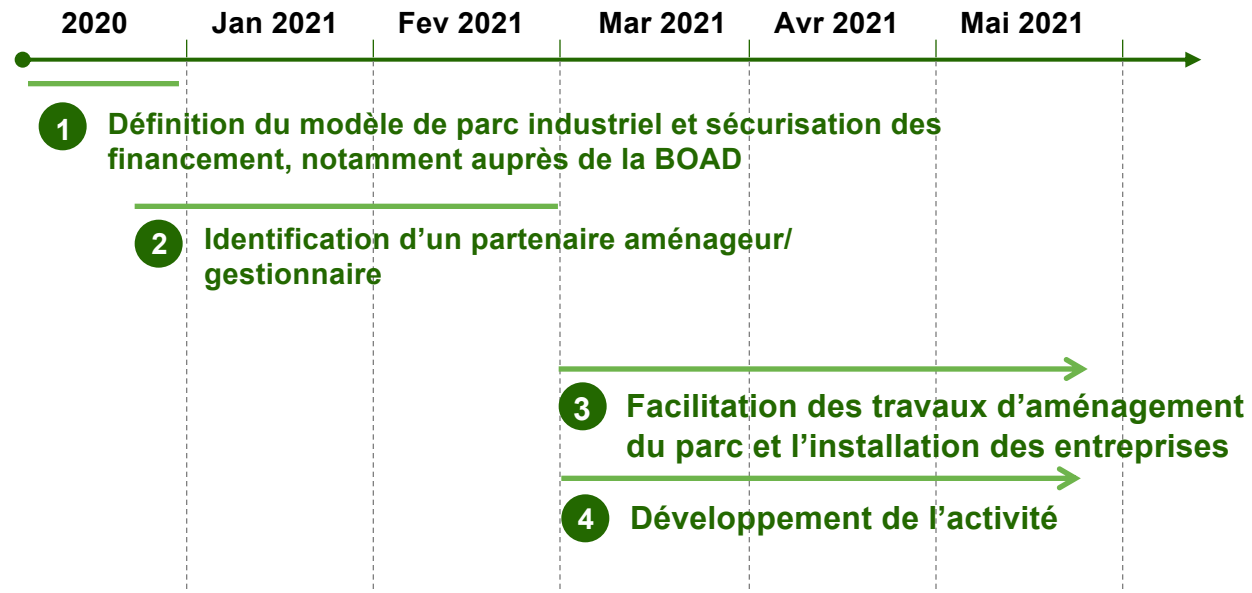 2020 Jan 2021 Fev 2021 Mar 2021 Avr 2021 Mai 2021
1 Définition du modèle de parc industriel et sécurisation des
financement, notamment auprès de la BOAD
2 Identification d’un partenaire aménageur/
gestionnaire
3 Facilitation des travaux d’aménagement
du parc et l’installation des entreprises
4 Développement de l’activité